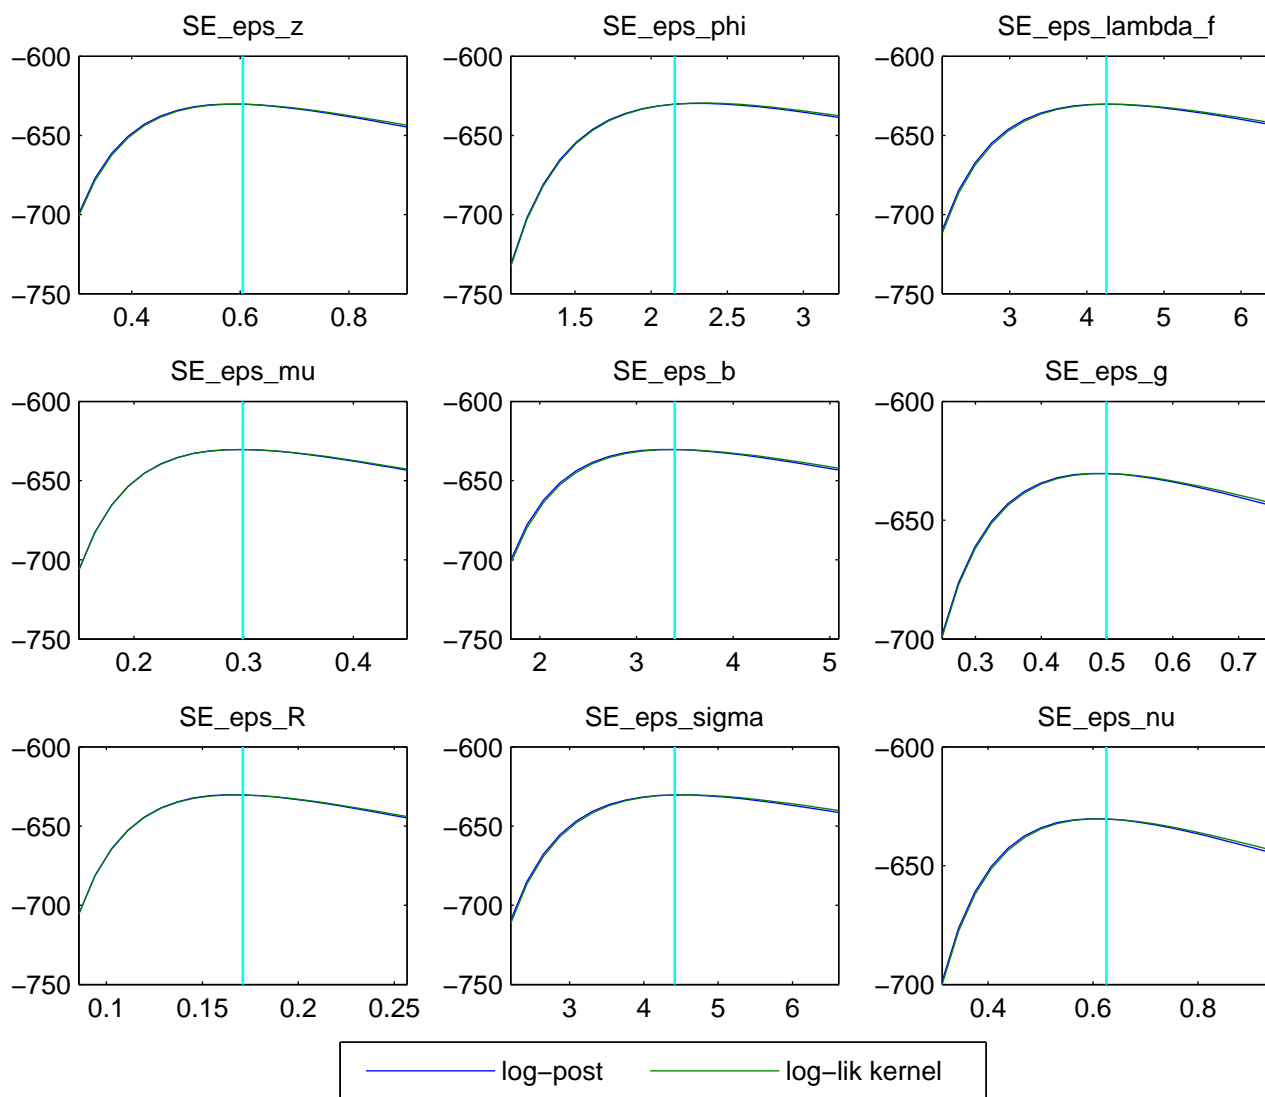 SE_eps_z SE_eps_phi SE_eps_lambda_f
−600 −600 −600
−650 −650 −650
−700 −700 −700
−750 −750 −750
0.4 0.6 0.8 1.5 2 2.5 3 3 4 5 6
SE_eps_mu SE_eps_b SE_eps_g
−600 −600 −600
−650 −650 −650
−700 −700
−750 −750 −700
0.2 0.3 0.4 2 3 4 5 0.3 0.4 0.5 0.6 0.7
SE_eps_R SE_eps_sigma SE_eps_nu
−600 −600 −600
−650 −650 −650
−700 −700
−750 −750 −700
0.1 0.15 0.2 0.25 3 4 5 6 0.4 0.6 0.8
log−post log−lik kernel